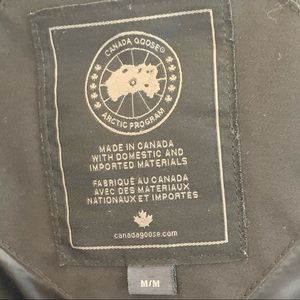 CANADA GOOSE®
ARCTIC PROGRAM
MADE IN CANADA
WITH DOMESTIC AND
IMPORTED MATERIALS
FABRIQUÉ AU CANADA
AVEC DES MATERIAUX
NATIONAUX ET IMPORTÉS
canadagoose.com
M/M